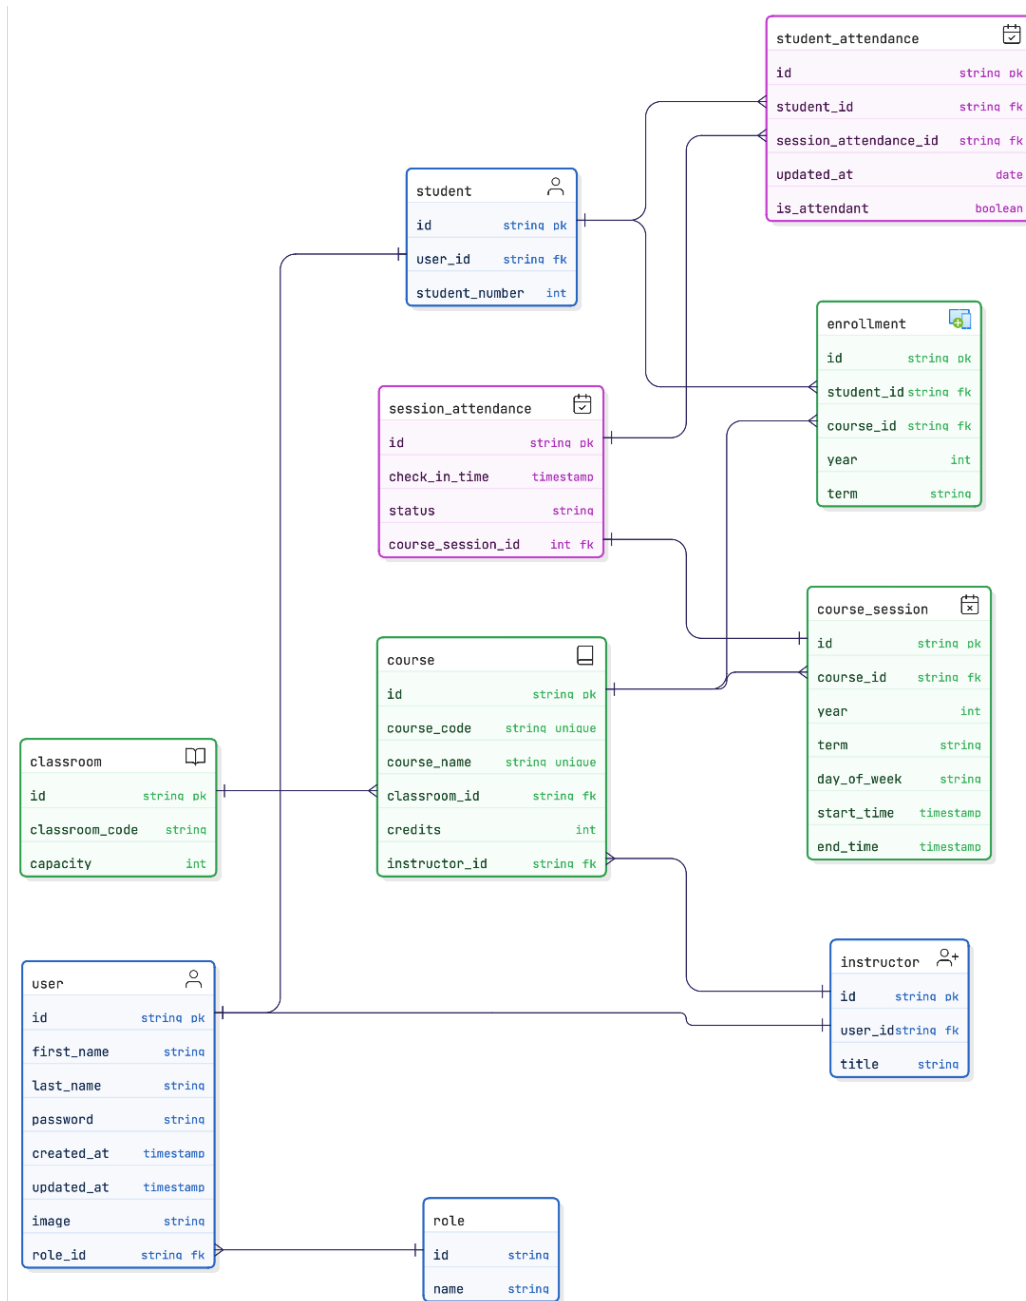 student_attendance
id string pk
student_id string fk
session_attendance_id string fk
updated_at date
is_attendant boolean
student
id string pk
user_id string fk
student_number int
enrollment
id string pk
student_id string fk
course_id string fk
year int
term string
session_attendance
id string pk
check_in_time timestamp
status string
course_session_id int fk
course_session
id string pk
course_id string fk
year int
term string
day_of_week string
start_time timestamp
end_time timestamp
course
id string pk
course_code string unique
course_name string unique
classroom_id string fk
credits int
instructor_id string fk
classroom
id string pk
classroom_code string
capacity int
instructor
id string pk
user_id string fk
title string
user
id string pk
first_name string
last_name string
password string
created_at timestamp
updated_at timestamp
image string
role_id string fk
role
id string
name string